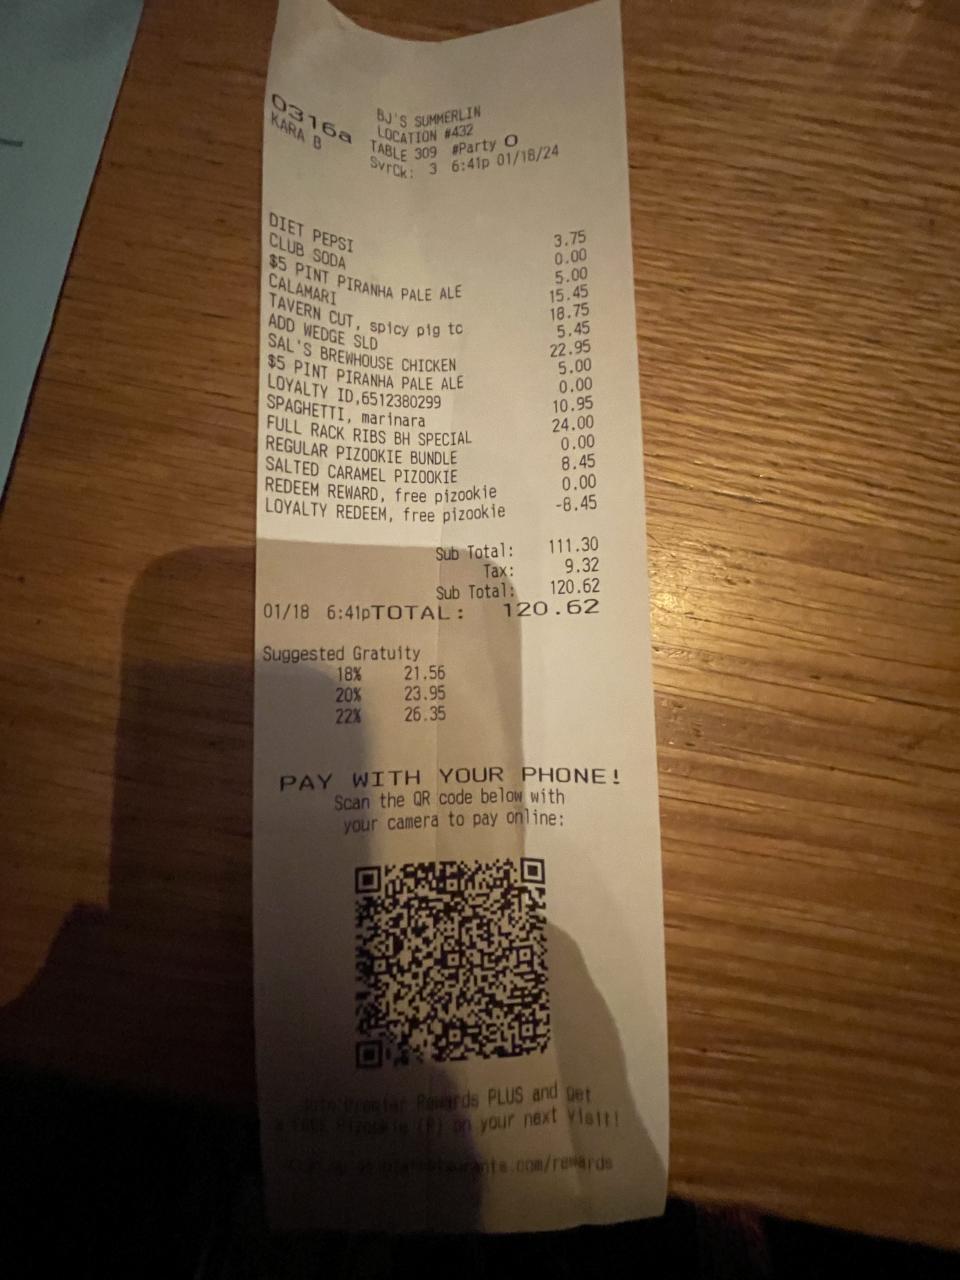 0316a
KARA B
BJ'S SUMMERLIN
LOCATION #432
TABLE 309 #Party 0
SvrCk: 3 6:41p 01/18/24
DIET PEPSI 3.75
CLUB SODA 0.00
$5 PINT PIRANHA PALE ALE 5.00
CALAMARI 15.45
TAVERN CUT, spicy pig tc 18.75
ADD WEDGE SLD 5.45
SAL'S BREWHOUSE CHICKEN 22.95
$5 PINT PIRANHA PALE ALE 5.00
LOYALTY ID,6512380299 0.00
SPAGHETTI, marinara 10.95
FULL RACK RIBS BH SPECIAL 24.00
REGULAR PIZOOKIE BUNDLE 0.00
SALTED CARAMEL PIZOOKIE 8.45
REDEEM REWARD, free pizookie 0.00
LOYALTY REDEEM, free pizookie -8.45
Sub Total: 111.30
Tax: 9.32
Sub Total: 120.62
01/18 6:41pTOTAL: 120.62
Suggested Gratuity
18% 21.56
20% 23.95
22% 26.35
PAY WITH YOUR PHONE!
Scan the QR code below with
your camera to pay online:
Rewards PLUS and get
Pizookie (R) on your next visit!